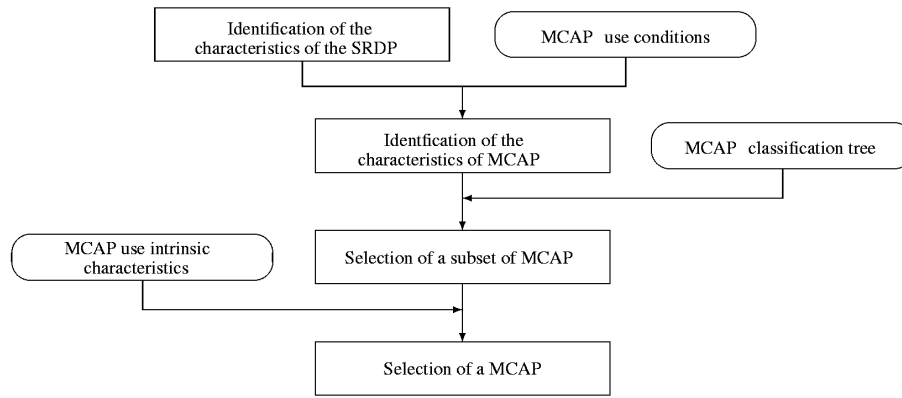 Identification of the
characteristics of the SRDP
MCAP use conditions
Identfication of the
characteristics of MCAP
MCAP classification tree
MCAP use intrinsic
characteristics
Selection of a subset of MCAP
Selection of a MCAP